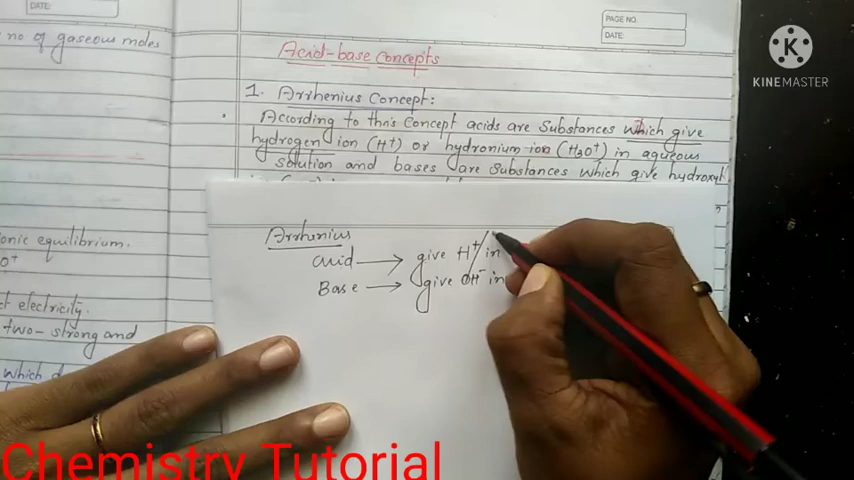 DATE:
PAGE NO.
DATE:
no of gaseous moles
Acid-base concepts
1. Arrhenius Concept:
According to this Concept acids are Substances which give
hydrogen ion (H+) or hydronium ion (H3O+) in aqueous
solution and bases are Substances which give hydroxyl
K
KINEMASTER
Arrhenius
acid → give H+/in
Base → give OH- in
onic equilibrium.
o+
ct electricity.
two- strong and
which
Chemistry Tutorial